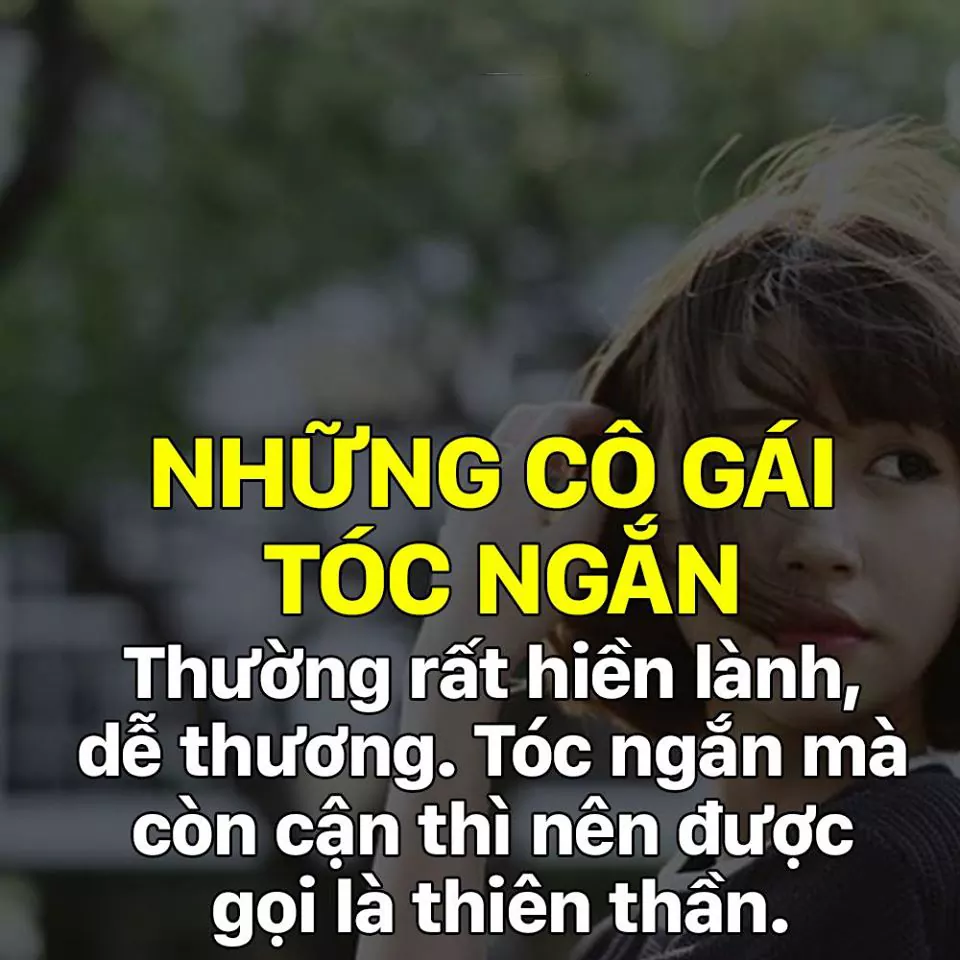 NHỮNG CÔ GÁI
TÓC NGẮN
Thường rất hiền lành,
dễ thương. Tóc ngắn mà
còn cận thì nên được
gọi là thiên thần.